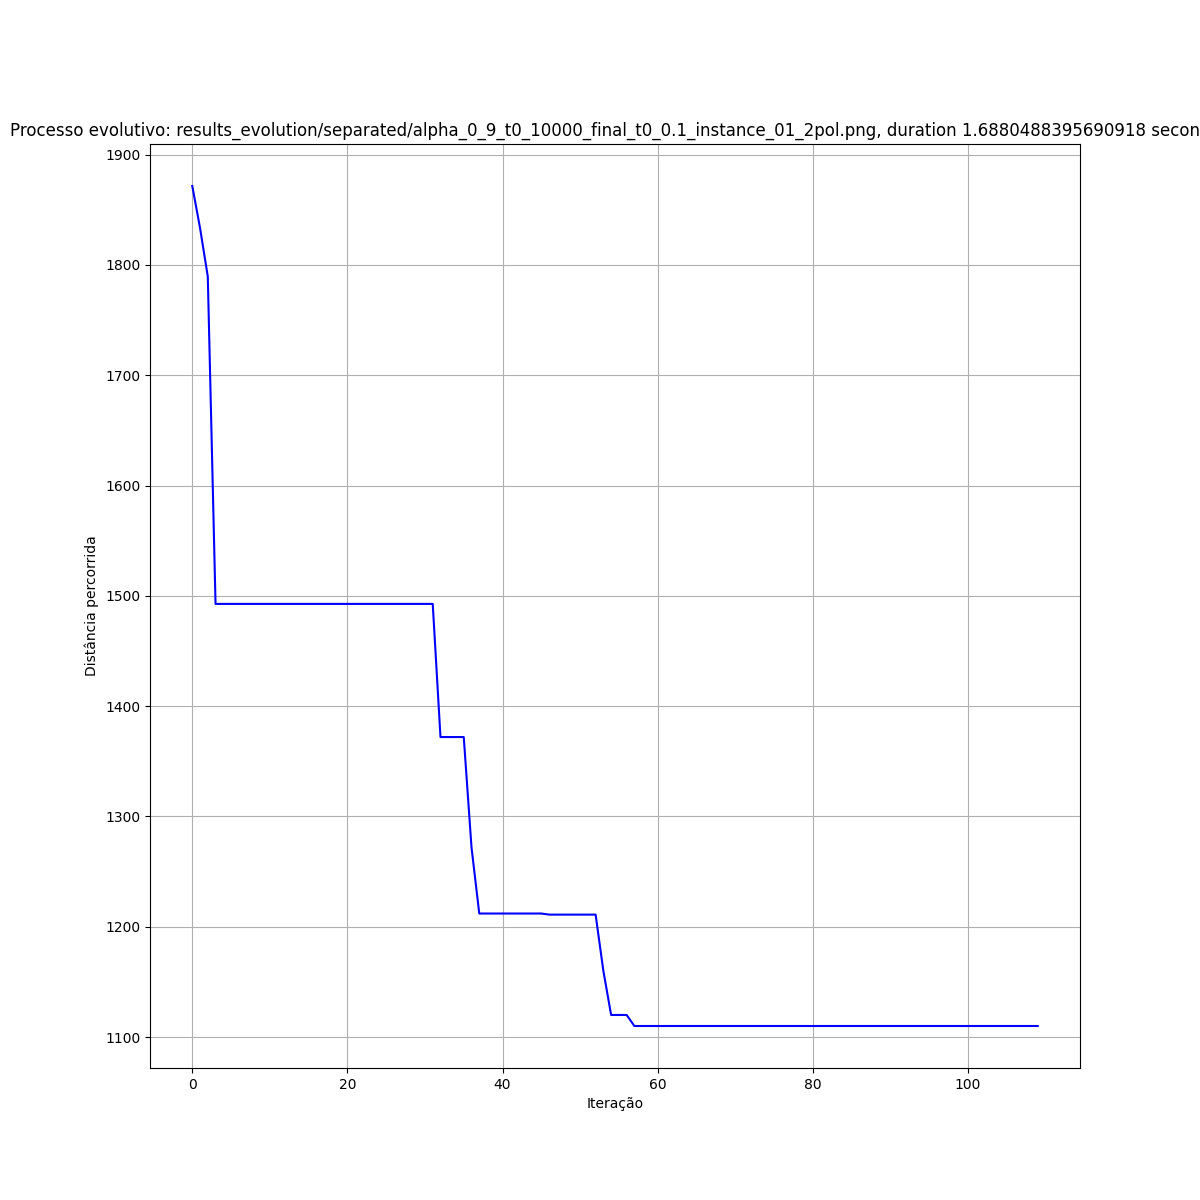 Processo evolutivo: results_evolution/separated/alpha_0_9_t0_10000_final_t0_0.1_instance_01_2pol.png, duration 1.6880488395690918 secon
1900
1800
1700
1600
1500
1400
1300
1200
1100
Distância percorrida
0 20 40 60 80 100
Iteração